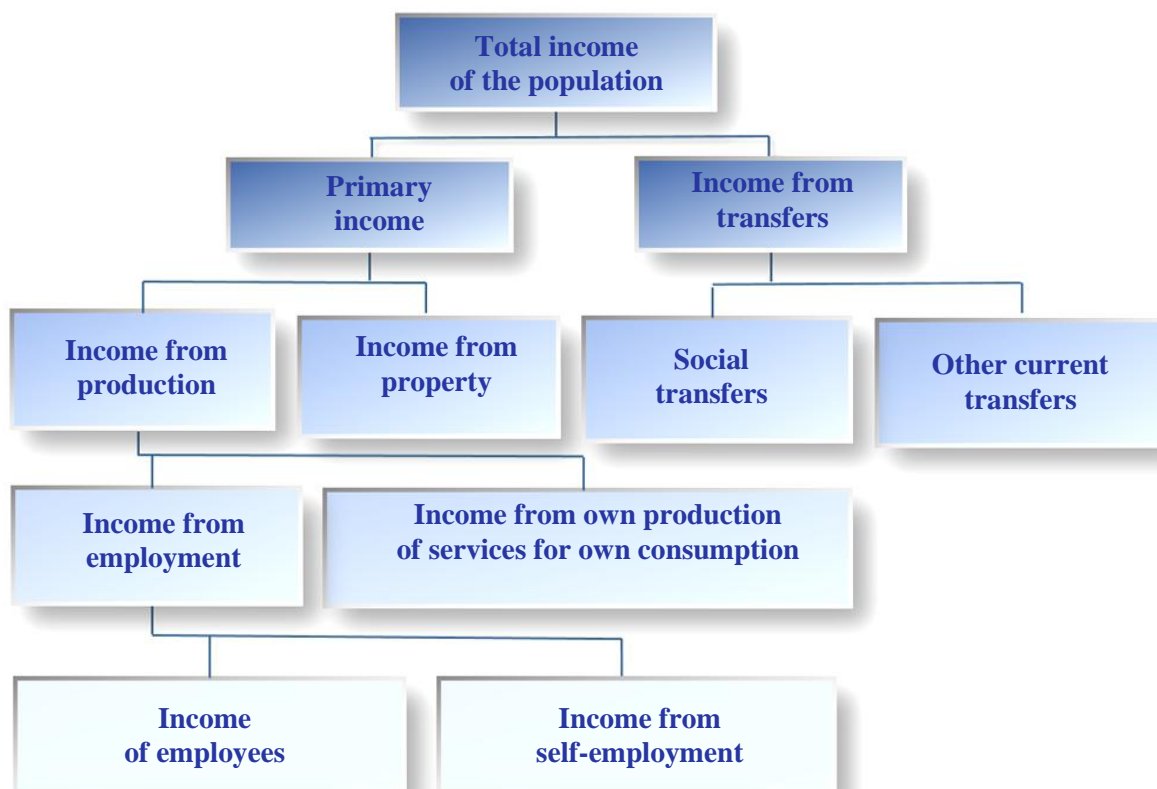 Total income
of the population
Primary
income
Income from
transfers
Income from
production
Income from
property
Social
transfers
Other current
transfers
Income from
employment
Income from own production
of services for own consumption
Income
of employees
Income from
self-employment